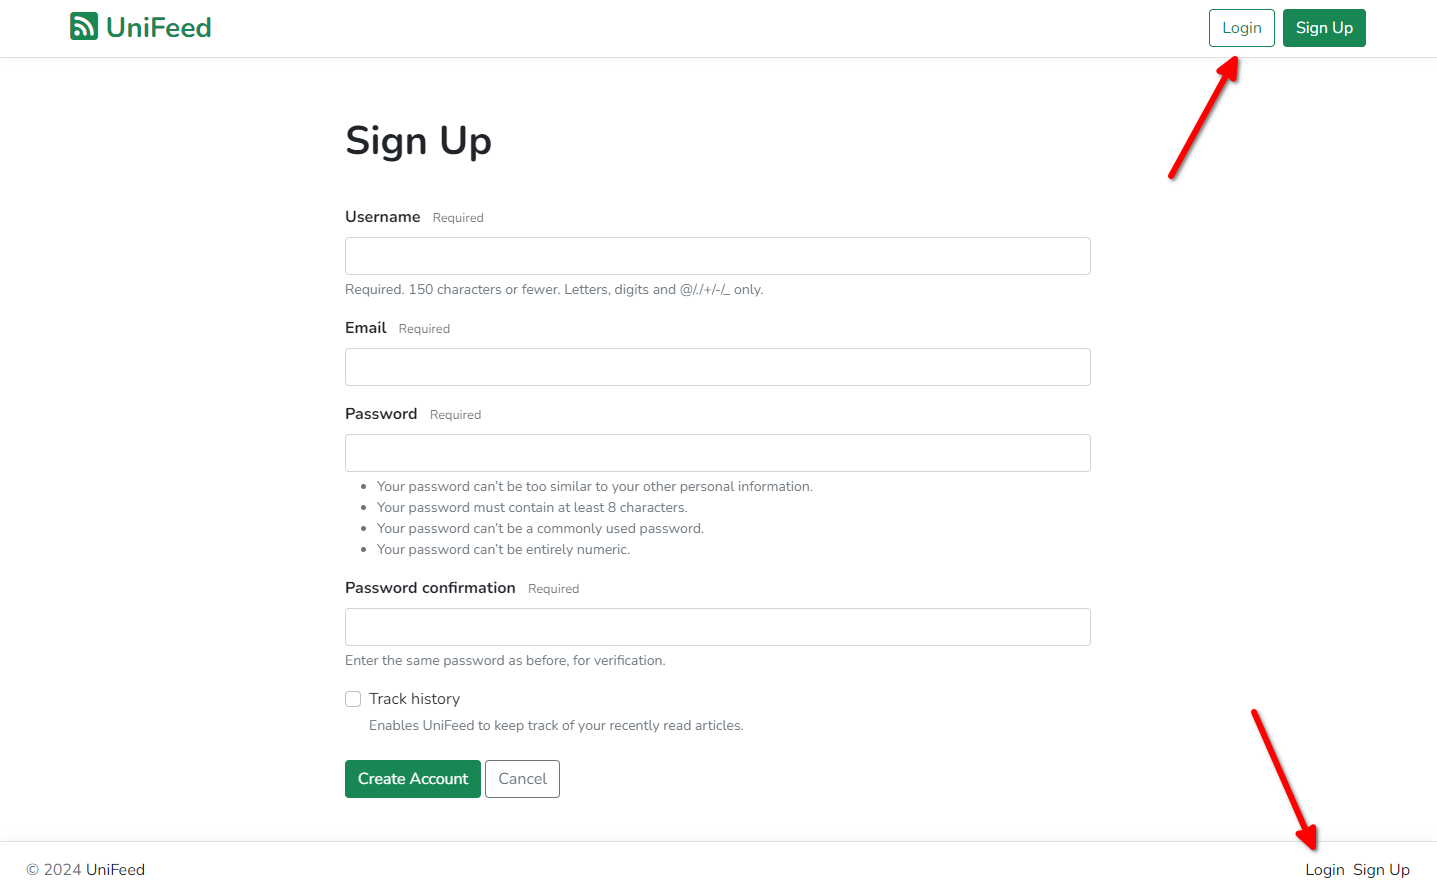 UniFeed
Login Sign Up
Sign Up
Username Required
Required. 150 characters or fewer. Letters, digits and @/./+/-/_ only.
Email Required
Password Required
• Your password can't be too similar to your other personal information.
• Your password must contain at least 8 characters.
• Your password can't be a commonly used password.
• Your password can't be entirely numeric.
Password confirmation Required
Enter the same password as before, for verification.
Track history
Enables UniFeed to keep track of your recently read articles.
Create Account Cancel
© 2024 UniFeed
Login Sign Up